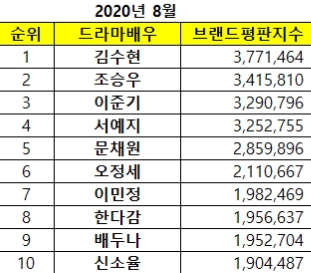 2020년 8월
순위 드라마배우 브랜드평판지수
1 김수현 3,771,464
2 조승우 3,415,810
3 이준기 3,290,796
4 서예지 3,252,755
5 문채원 2,859,896
6 오정세 2,110,667
7 이민정 1,982,469
8 한다감 1,956,637
9 배두나 1,952,704
10 신소율 1,904,487